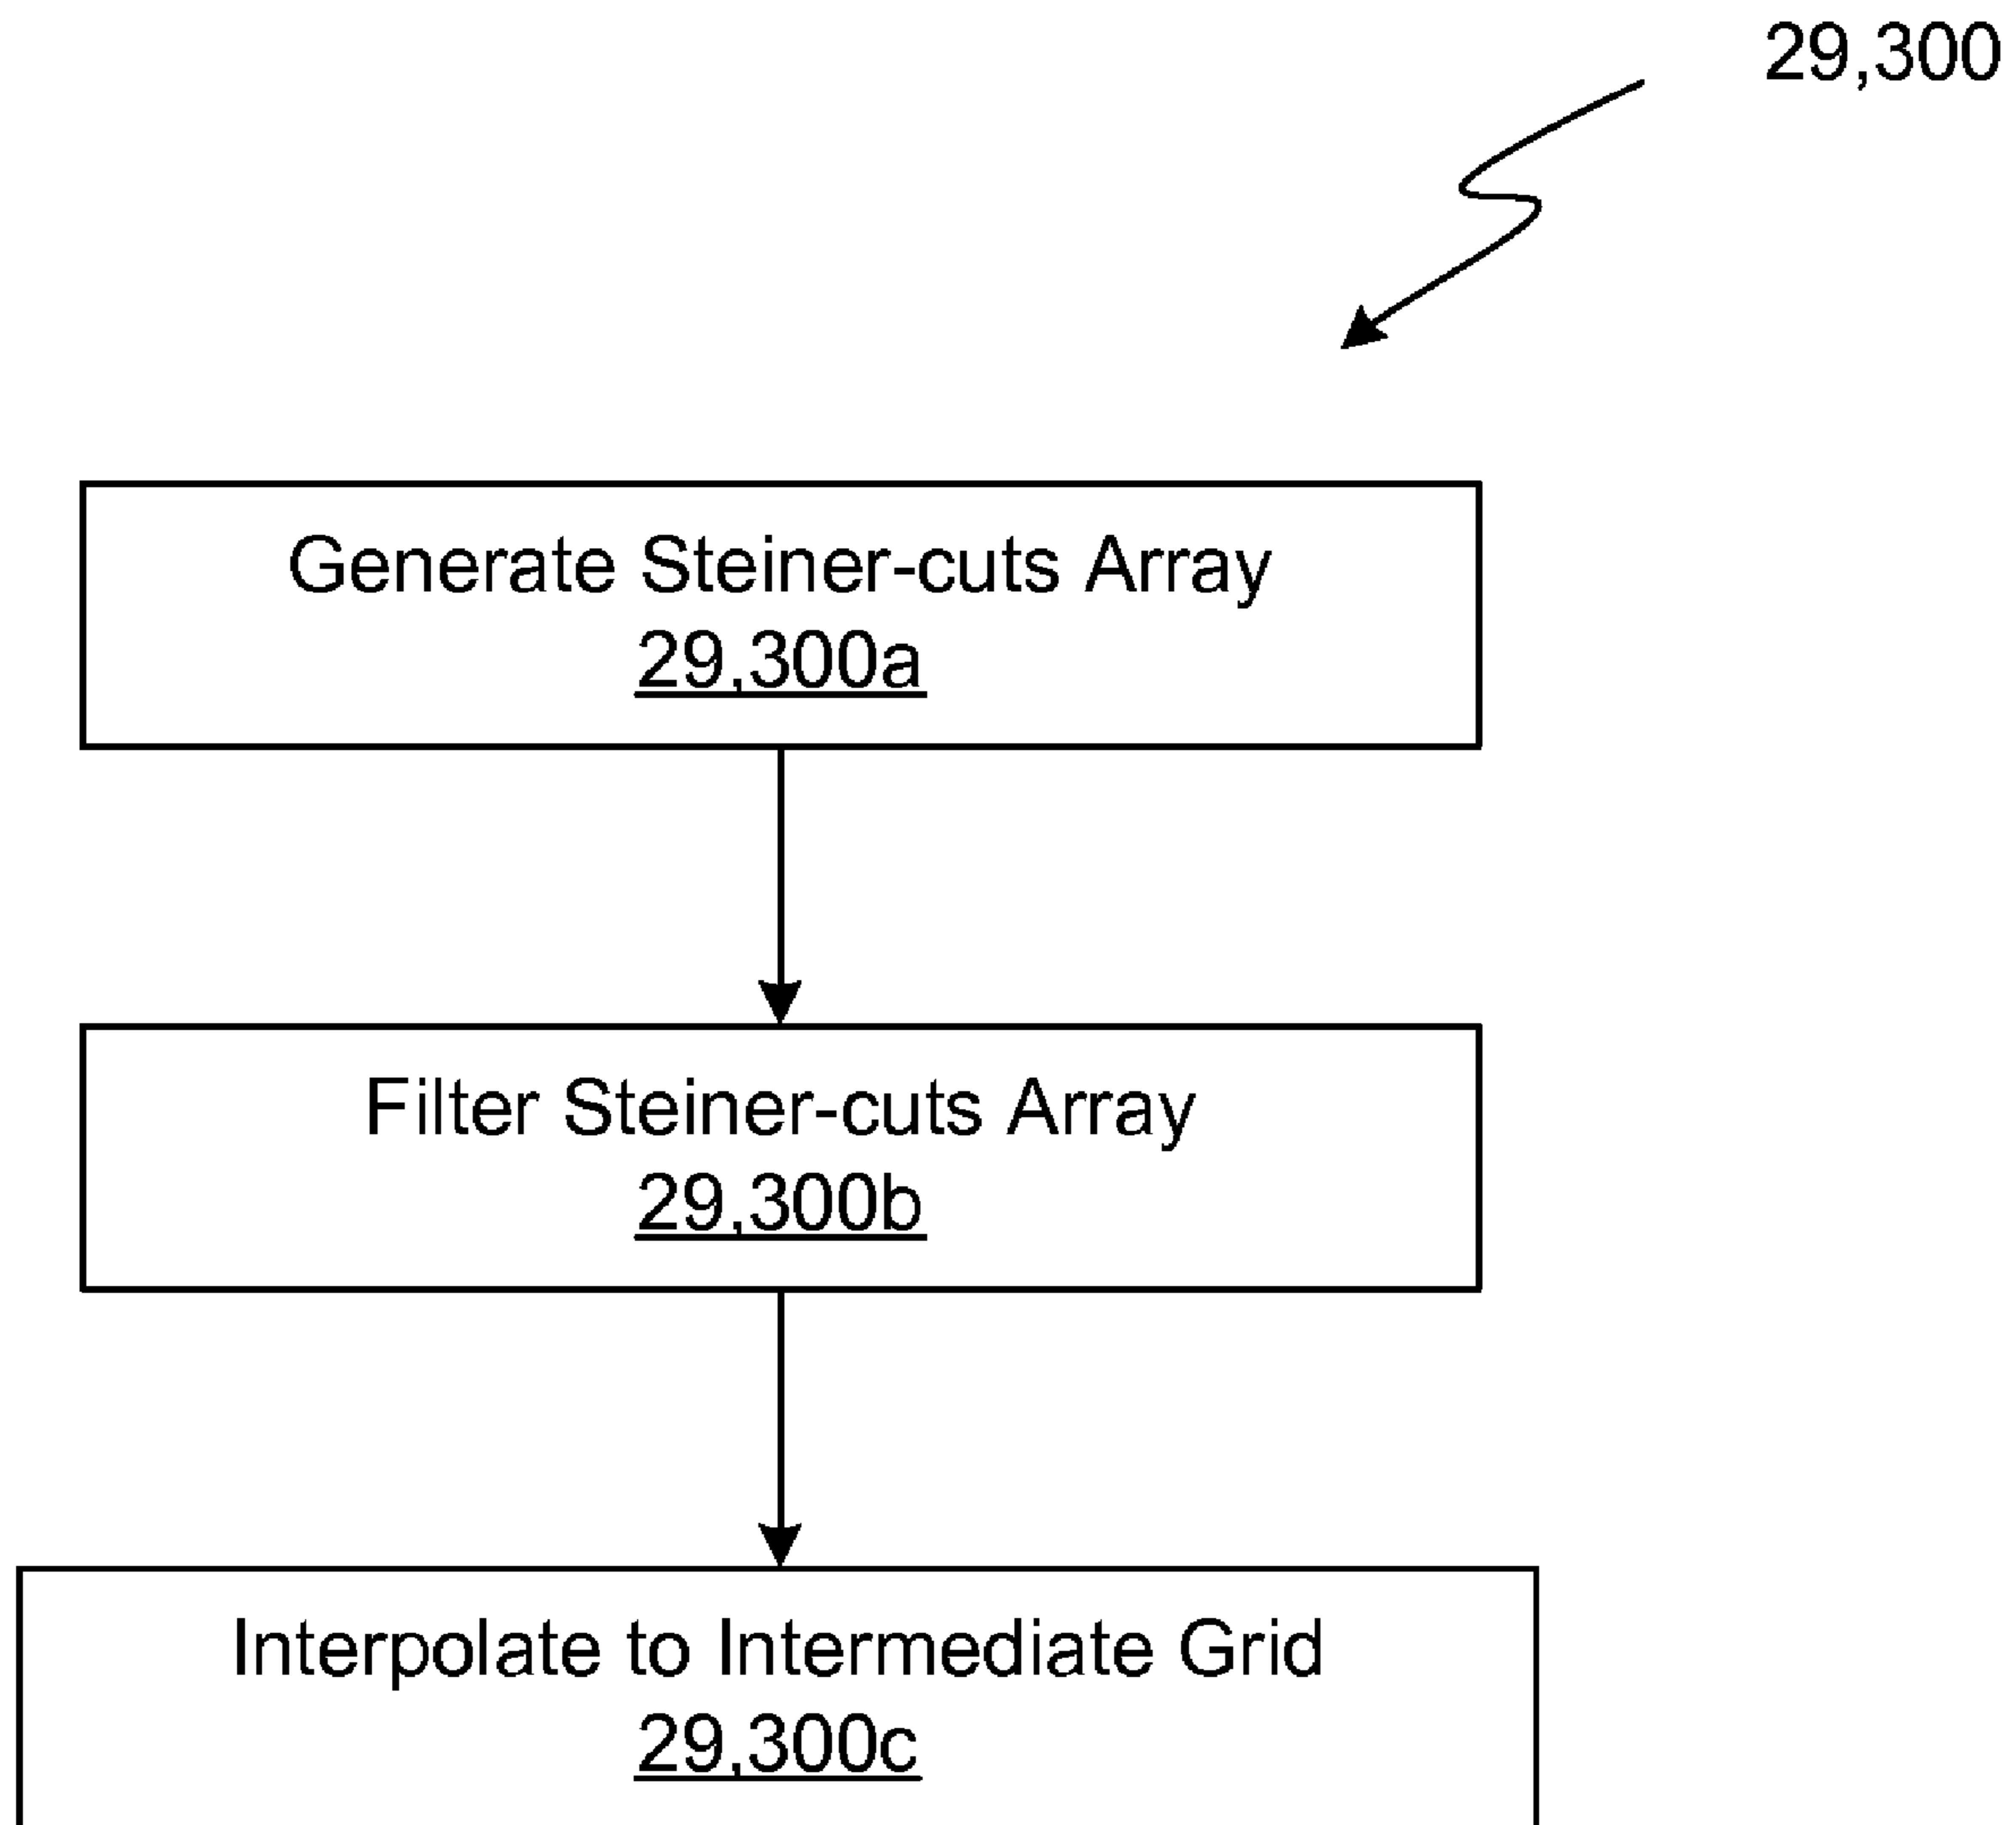 29,300
Generate Steiner-cuts Array
29,300a
Filter Steiner-cuts Array
29,300b
Interpolate to Intermediate Grid
29,300c